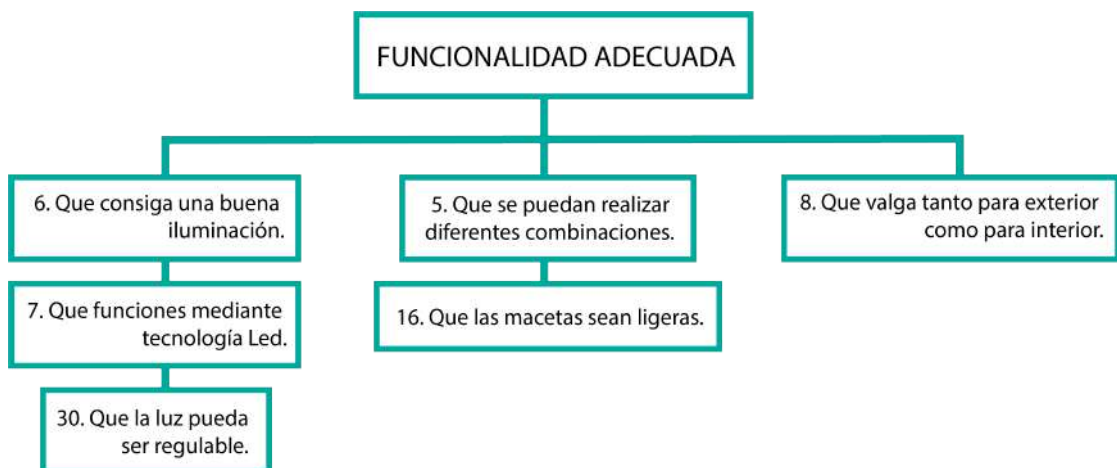 FUNCIONALIDAD ADECUADA
6. Que consiga una buena
iluminación.
5. Que se puedan realizar
diferentes combinaciones.
8. Que valga tanto para exterior
como para interior.
7. Que funciones mediante
tecnología Led.
16. Que las macetas sean ligeras.
30. Que la luz pueda
ser regulable.